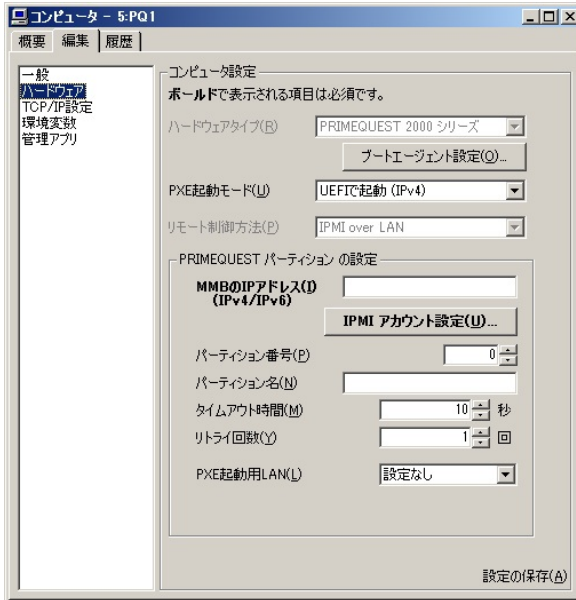 コンピュータ - 5:PQ1
概要 編集 履歴
一般
ハードウェア
TCP/IP設定
環境変数
管理アプリ
コンピュータ設定
ボールドで表示される項目は必須です。
ハードウェアタイプ(R) PRIMEQUEST 2000 シリーズ
ブートエージェント設定(O)...
PXE起動モード(U) UEFIで起動 (IPv4)
リモート制御方法(P) IPMI over LAN
PRIMEQUEST パーティション の設定
MMBのIPアドレス(I)
(IPv4/IPv6)
IPMI アカウント設定(U)...
パーティション番号(P) 0
パーティション名(N)
タイムアウト時間(M) 10 秒
リトライ回数(Y) 1 回
PXE起動用LAN(L) 設定なし
設定の保存(A)